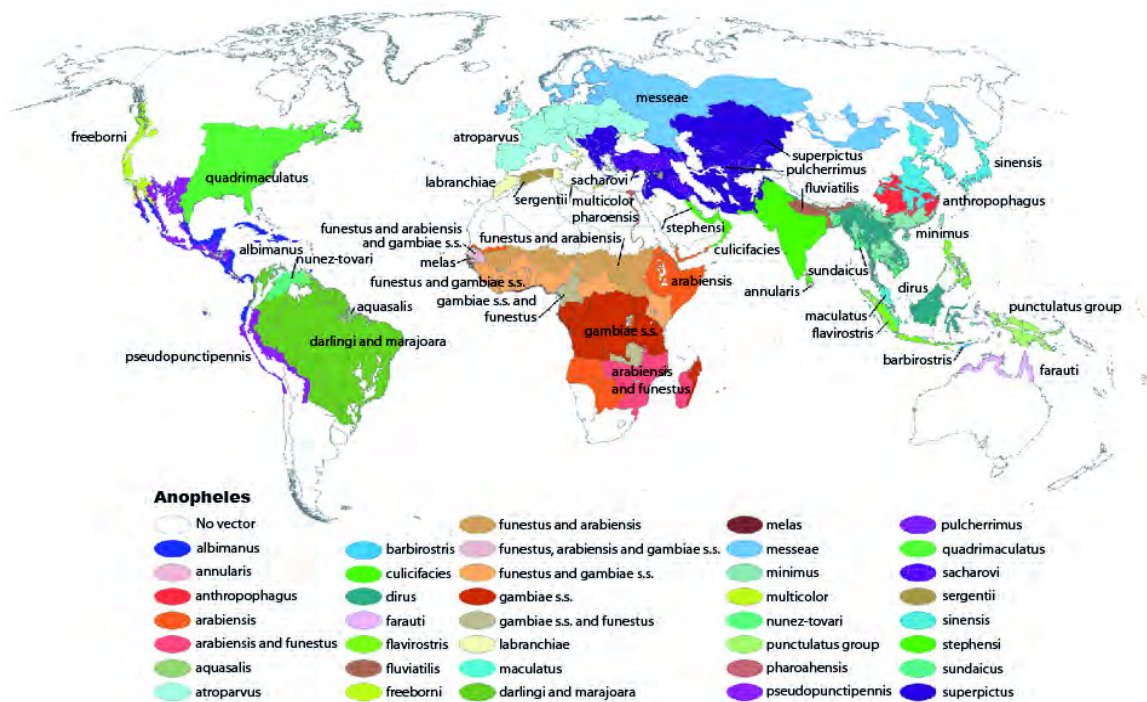 messeae
freeborni
atroparvus
quadrimaculatus
superpictus
pulcherrimus
sinensis
labranchiae
sacharovi
fluviatilis
sergentii
multicolor
pharoensis
anthropophagus
stephensi
minimus
funestus and arabiensis
and gambiae s.s.
funestus and arabiensis
culicifacies
albimanus
nunez-tovari
melas
arabiensis
sundaicus
funestus and gambiae s.s.
annularis
dirus
aquasalis
gambiae s.s. and
funestus
punctulatus group
maculatus
flavirostris
gambiae s.s.
darlingi and marajoara
pseudopunctipennis
barbirostris
arabiensis
and funestus
farauti
Anopheles
No vector
albimanus
annularis
anthropophagus
arabiensis
arabiensis and funestus
aquasalis
atroparvus
barbirostris
culicifacies
dirus
farauti
flavirostris
fluviatilis
freeborni
funestus and arabiensis
funestus, arabiensis and gambiae s.s.
funestus and gambiae s.s.
gambiae s.s.
gambiae s.s. and funestus
labranchiae
maculatus
darlingi and marajoara
melas
messeae
minimus
multicolor
nunez-tovari
punctulatus group
pharoahensis
pseudopunctipennis
pulcherrimus
quadrimaculatus
sacharovi
sergentii
sinensis
stephensi
sundaicus
superpictus